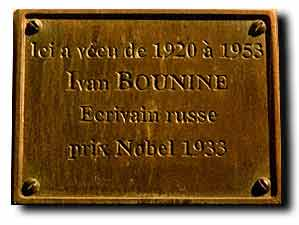 Ici a vécu de 1920 à 1953
Ivan BOUNINE
Ecrivain russe
prix Nobel 1933